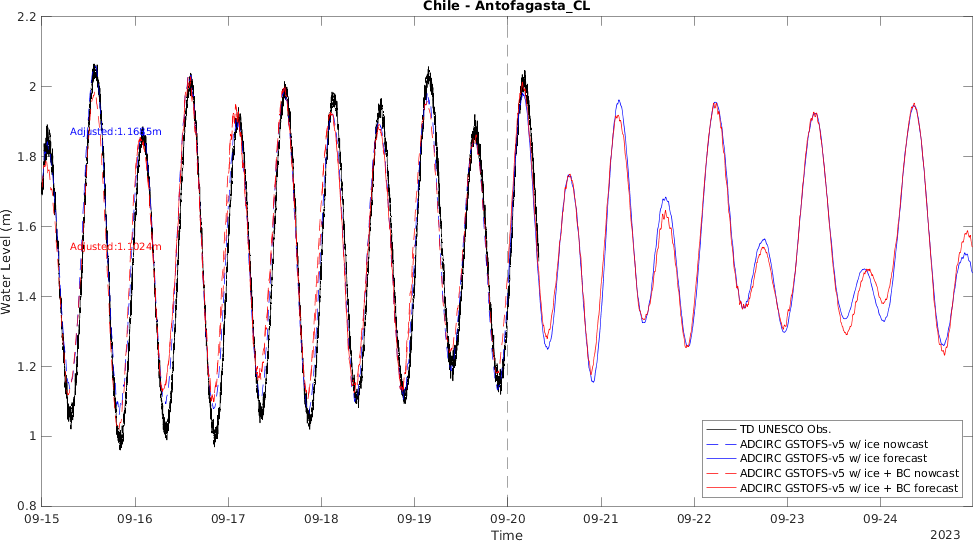 Chile - Antofagasta_CL
2.2
2
1.8
1.6
1.4
1.2
1
0.8
Water Level (m)
Adjusted:1.1024m
TD UNESCO Obs.
ADCIRC GSTOFS-v5 w/ ice nowcast
ADCIRC GSTOFS-v5 w/ ice forecast
ADCIRC GSTOFS-v5 w/ ice + BC nowcast
ADCIRC GSTOFS-v5 w/ ice + BC forecast
09-15 09-16 09-17 09-18 09-19 09-20 09-21 09-22 09-23 09-24
Time
2023